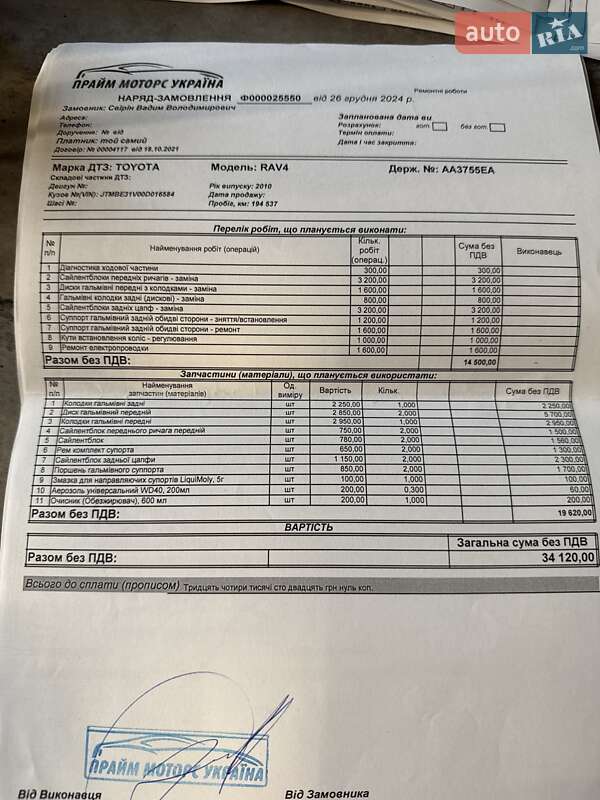 auto RIA .com
ПРАЙМ МОТОРС УКРАЇНА
Ремонтні роботи
НАРЯД-ЗАМОВЛЕННЯ Ф000025550 від 26 грудня 2024 р.
Замовник: Свірін Вадим Володимирович
Адреса: Запланована дата ви
Телефон: Розрахунок: гот. без гот.
Доручення: № від Термін оплати:
Платник: той самий Дата і час закриття:
Договір: № 00004117 від 18.10.2021
Марка ДТЗ: TOYOTA Модель: RAV4 Держ. №: AA3755EA
Складові частини ДТЗ:
Двигун №: Рік випуску: 2010
Кузов №(VIN): JTMBE31V00D016584 Дата продажу:
Шасі №: Пробіг, км: 194 537
Перелік робіт, що планується виконати:
№ п/п Найменування робіт (операцій) Кільк. робіт (операц.) Сума без ПДВ Виконавець
1 Діагностика ходової частини 300,00 300,00
2 Сайлентблоки передніх ричагів - заміна 3 200,00 3 200,00
3 Диски гальмівні передні з колодками - заміна 1 600,00 1 600,00
4 Гальмівні колодки задні (дискові) - заміна 800,00 800,00
5 Сайлентблоки задніх цапф - заміна 3 200,00 3 200,00
6 Суппорт гальмівний задній обидві сторони - зняття/встановлення 1 200,00 1 200,00
7 Суппорт гальмівний задній обидві сторони - ремонт 1 600,00 1 600,00
8 Кути встановлення коліс - регулювання 1 000,00 1 000,00
9 Ремонт електропроводки 1 600,00 1 600,00
Разом без ПДВ: 14 500,00 -
Запчастини (матеріали), що планується використати:
№ п/п Найменування запчастин (матеріалів) Од. виміру Вартість Кільк. Сума без ПДВ
1 Колодки гальмівні задні шт 2 250,00 1,000 2 250,00
2 Диск гальмівний передній шт 2 850,00 2,000 5 700,00
3 Колодки гальмівні передні шт 2 950,00 1,000 2 950,00
4 Сайлентблок переднього ричага передній шт 750,00 2,000 1 500,00
5 Сайлентблок шт 780,00 2,000 1 560,00
6 Рем комплект супорта шт 650,00 2,000 1 300,00
7 Сайлентблок задньої цапфи шт 1 150,00 2,000 2 300,00
8 Поршень гальмівного суппорта шт 850,00 2,000 1 700,00
9 Змазка для направляючих супортів LiquiMoly, 5г шт 100,00 1,000 100,00
10 Аерозоль універсальний WD40, 200мл шт 200,00 0,300 60,00
11 Очисник (Обезжирювач), 600 мл шт 200,00 1,000 200,00
Разом без ПДВ: 19 620,00
ВАРТІСТЬ
Загальна сума без ПДВ
Разом без ПДВ: 34 120,00
Всього до сплати (прописом) Тридцять чотири тисячі сто двадцять грн нуль коп.
ПРАЙМ МОТОРС УКРАЇНА
Від Виконавця Від Замовника